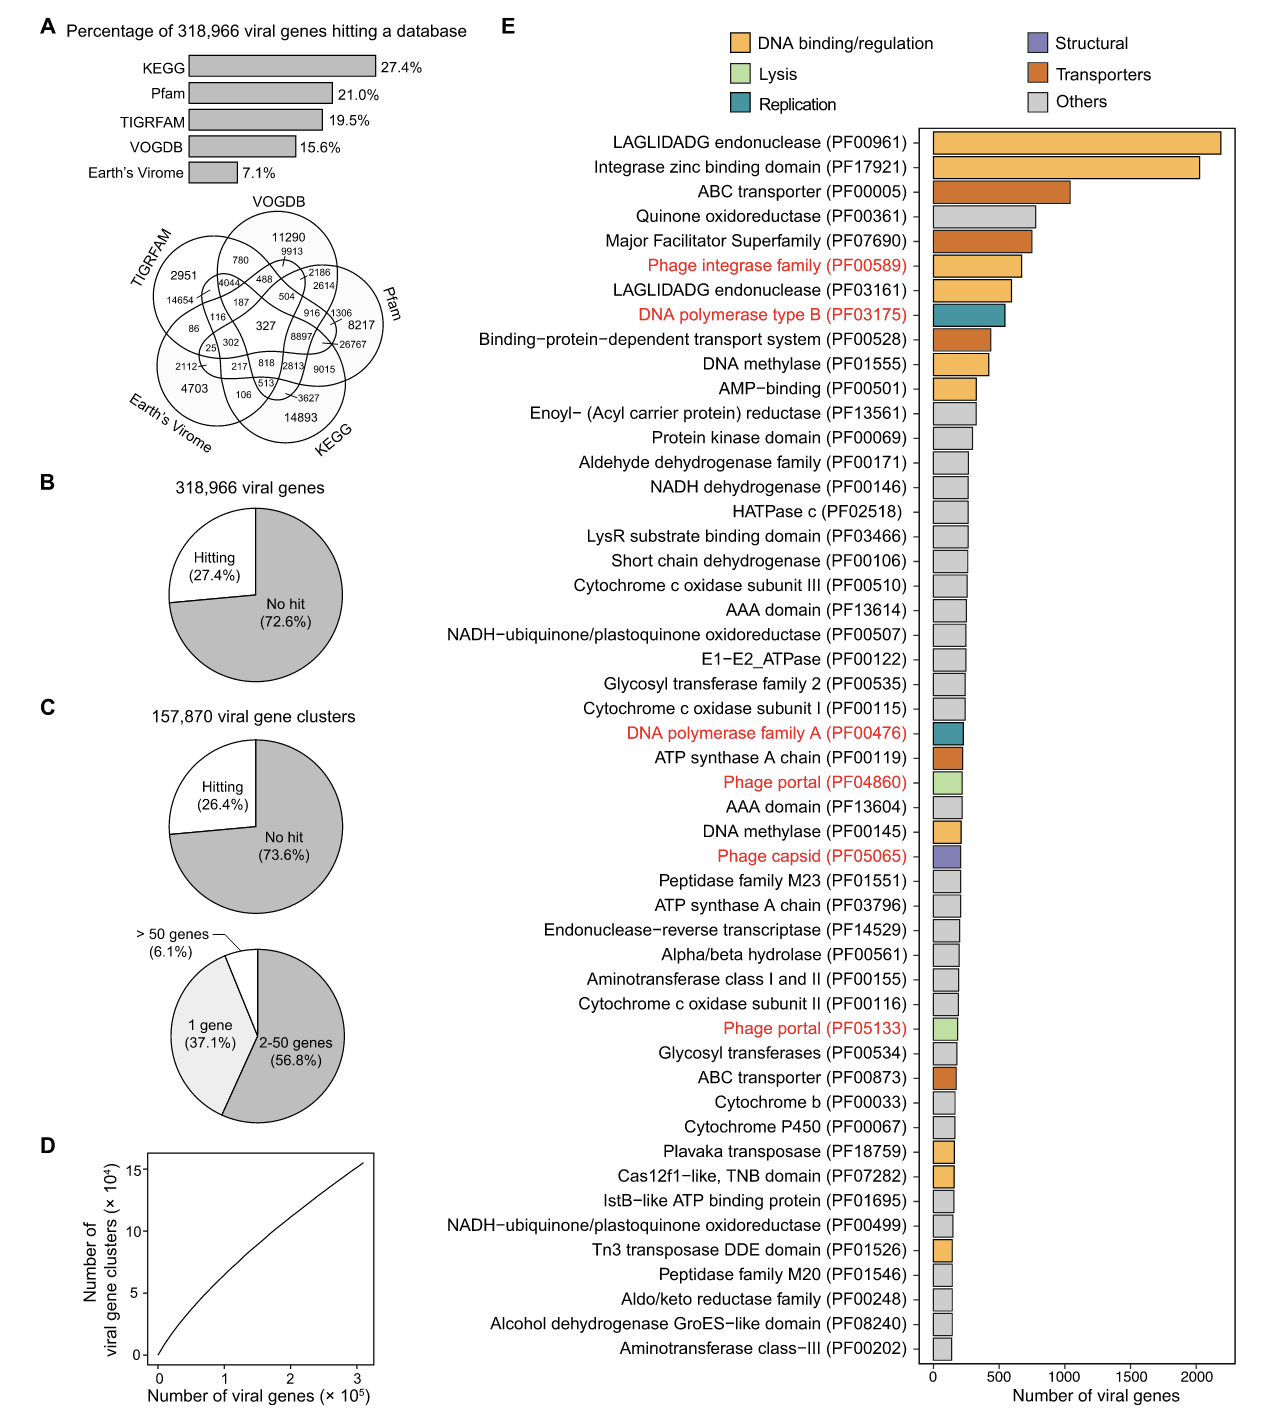 A
Percentage of 318,966 viral genes hitting a database
KEGG 27.4%
Pfam 21.0%
TIGRFAM 19.5%
VOGDB 15.6%
Earth's Virome 7.1%
VOGDB
TIGRFAM
Pfam
Earth's Virome
KEGG
11290
9913
780
2951
4044
488
2186
2614
14654
187
504
116
916
1306
327
8217
86
302
8897
26767
25
2112
217
818
2813
9015
4703
513
106
3627
14893
B
318,966 viral genes
Hitting
(27.4%)
No hit
(72.6%)
C
157,870 viral gene clusters
Hitting
(26.4%)
No hit
(73.6%)
> 50 genes
(6.1%)
1 gene
(37.1%)
2-50 genes
(56.8%)
D
Number of
viral gene clusters (× 10⁴)
15
10
5
0
0 1 2 3
Number of viral genes (× 10⁵)
E
DNA binding/regulation
Lysis
Replication
Structural
Transporters
Others
LAGLIDADG endonuclease (PF00961)
Integrase zinc binding domain (PF17921)
ABC transporter (PF00005)
Quinone oxidoreductase (PF00361)
Major Facilitator Superfamily (PF07690)
Phage integrase family (PF00589)
LAGLIDADG endonuclease (PF03161)
DNA polymerase type B (PF03175)
Binding−protein−dependent transport system (PF00528)
DNA methylase (PF01555)
AMP−binding (PF00501)
Enoyl− (Acyl carrier protein) reductase (PF13561)
Protein kinase domain (PF00069)
Aldehyde dehydrogenase family (PF00171)
NADH dehydrogenase (PF00146)
HATPase c (PF02518)
LysR substrate binding domain (PF03466)
Short chain dehydrogenase (PF00106)
Cytochrome c oxidase subunit III (PF00510)
AAA domain (PF13614)
NADH−ubiquinone/plastoquinone oxidoreductase (PF00507)
E1−E2_ATPase (PF00122)
Glycosyl transferase family 2 (PF00535)
Cytochrome c oxidase subunit I (PF00115)
DNA polymerase family A (PF00476)
ATP synthase A chain (PF00119)
Phage portal (PF04860)
AAA domain (PF13604)
DNA methylase (PF00145)
Phage capsid (PF05065)
Peptidase family M23 (PF01551)
ATP synthase A chain (PF03796)
Endonuclease−reverse transcriptase (PF14529)
Alpha/beta hydrolase (PF00561)
Aminotransferase class I and II (PF00155)
Cytochrome c oxidase subunit II (PF00116)
Phage portal (PF05133)
Glycosyl transferases (PF00534)
ABC transporter (PF00873)
Cytochrome b (PF00033)
Cytochrome P450 (PF00067)
Plavaka transposase (PF18759)
Cas12f1−like, TNB domain (PF07282)
IstB−like ATP binding protein (PF01695)
NADH−ubiquinone/plastoquinone oxidoreductase (PF00499)
Tn3 transposase DDE domain (PF01526)
Peptidase family M20 (PF01546)
Aldo/keto reductase family (PF00248)
Alcohol dehydrogenase GroES−like domain (PF08240)
Aminotransferase class−III (PF00202)
0 500 1000 1500 2000
Number of viral genes